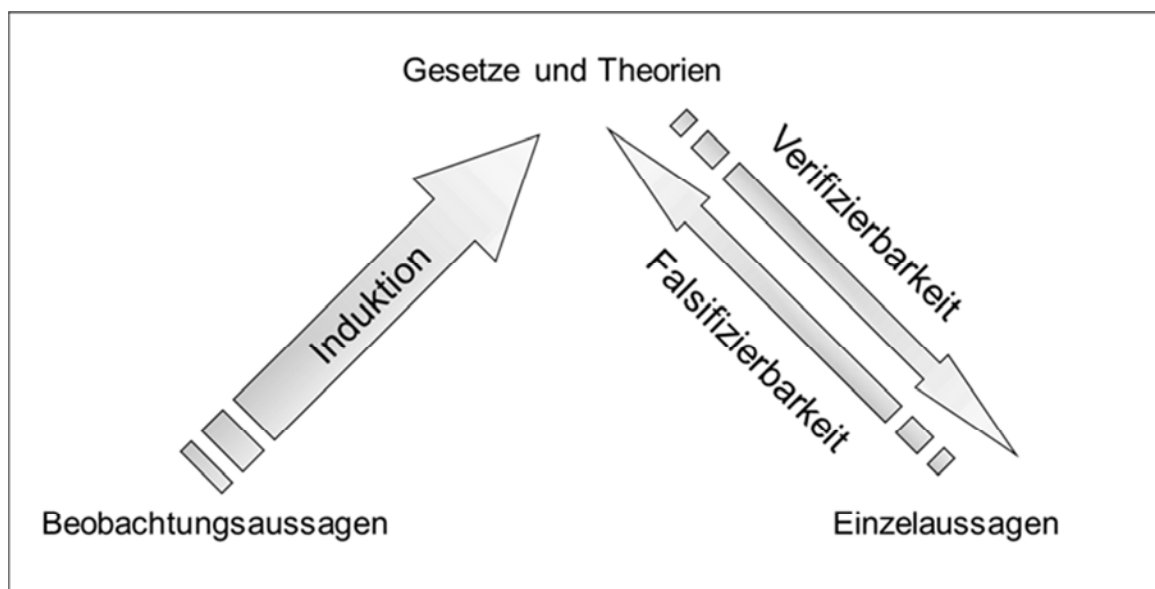 Gesetze und Theorien
Induktion
Verifizierbarkeit
Falsifizierbarkeit
Beobachtungsaussagen
Einzelaussagen